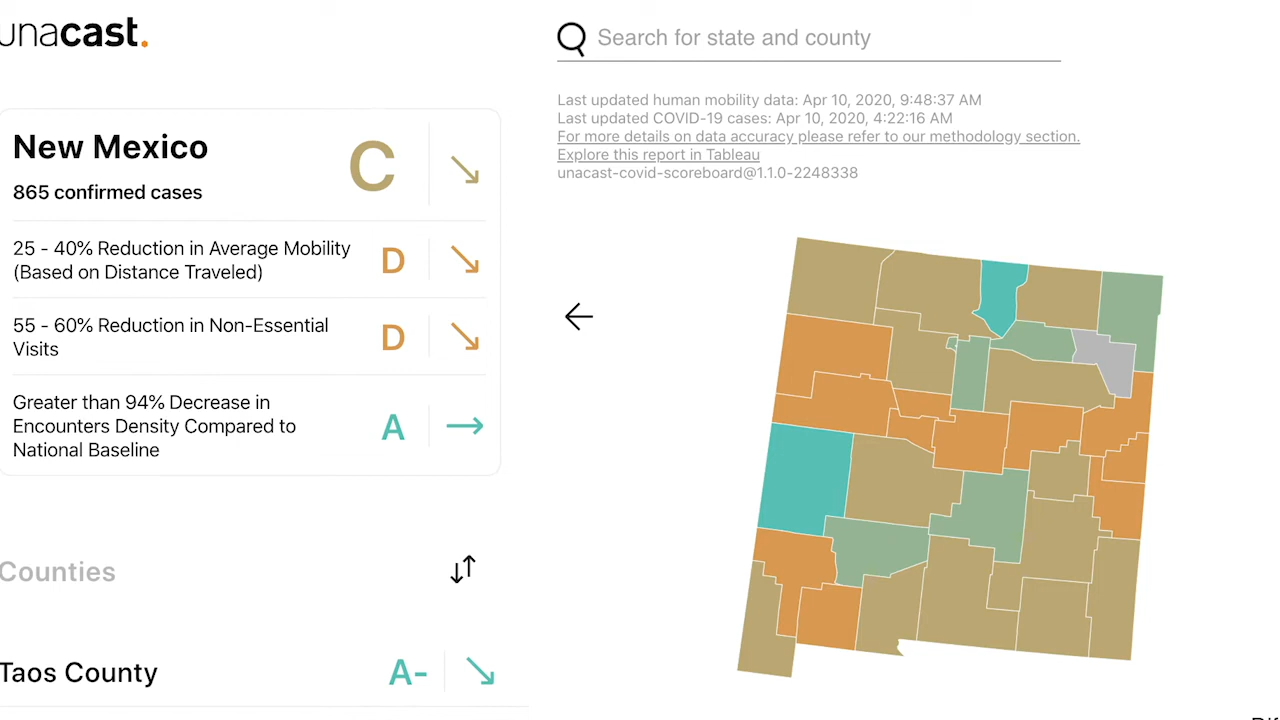 unacast.
New Mexico
C
865 confirmed cases
25 - 40% Reduction in Average Mobility
(Based on Distance Traveled)
D
55 - 60% Reduction in Non-Essential
Visits
D
Greater than 94% Decrease in
Encounters Density Compared to
National Baseline
A
Counties
Taos County
A-
Search for state and county
Last updated human mobility data: Apr 10, 2020, 9:48:37 AM
Last updated COVID-19 cases: Apr 10, 2020, 4:22:16 AM
For more details on data accuracy please refer to our methodology section.
Explore this report in Tableau
unacast-covid-scoreboard@1.1.0-2248338